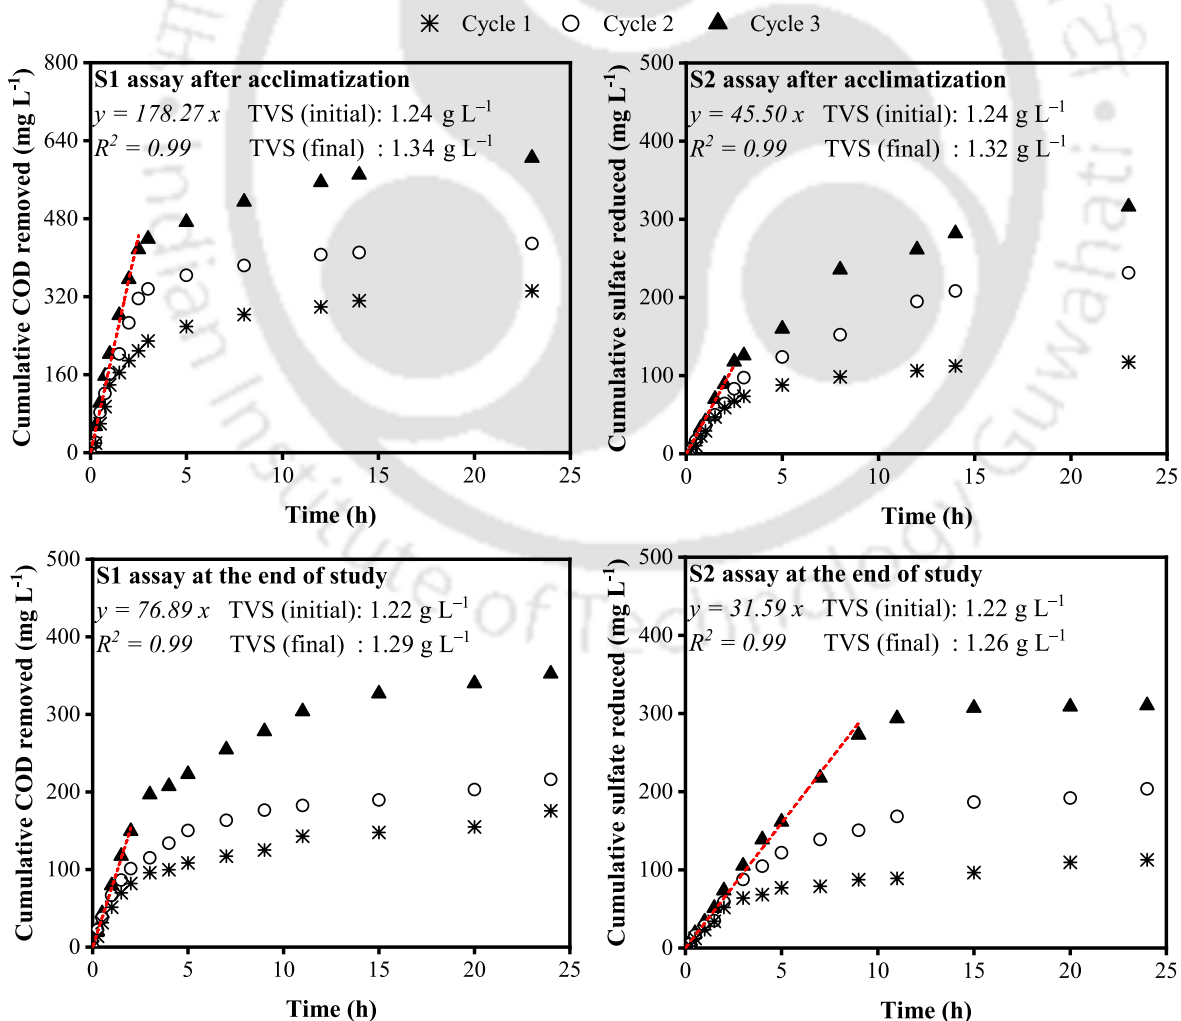 Cycle 1 Cycle 2 Cycle 3
S1 assay after acclimatization
y = 178.27 x TVS (initial): 1.24 g L⁻¹
R² = 0.99 TVS (final) : 1.34 g L⁻¹
Cumulative COD removed (mg L⁻¹)
800
640
480
320
160
0
0 5 10 15 20 25
Time (h)
S2 assay after acclimatization
y = 45.50 x TVS (initial): 1.24 g L⁻¹
R² = 0.99 TVS (final) : 1.32 g L⁻¹
Cumulative sulfate reduced (mg L⁻¹)
500
400
300
200
100
0
0 5 10 15 20 25
Time (h)
S1 assay at the end of study
y = 76.89 x TVS (initial): 1.22 g L⁻¹
R² = 0.99 TVS (final) : 1.29 g L⁻¹
Cumulative COD removed (mg L⁻¹)
500
400
300
200
100
0
0 5 10 15 20 25
Time (h)
S2 assay at the end of study
y = 31.59 x TVS (initial): 1.22 g L⁻¹
R² = 0.99 TVS (final) : 1.26 g L⁻¹
Cumulative sulfate reduced (mg L⁻¹)
500
400
300
200
100
0
0 5 10 15 20 25
Time (h)
Indian Institute of Technology Guwahati